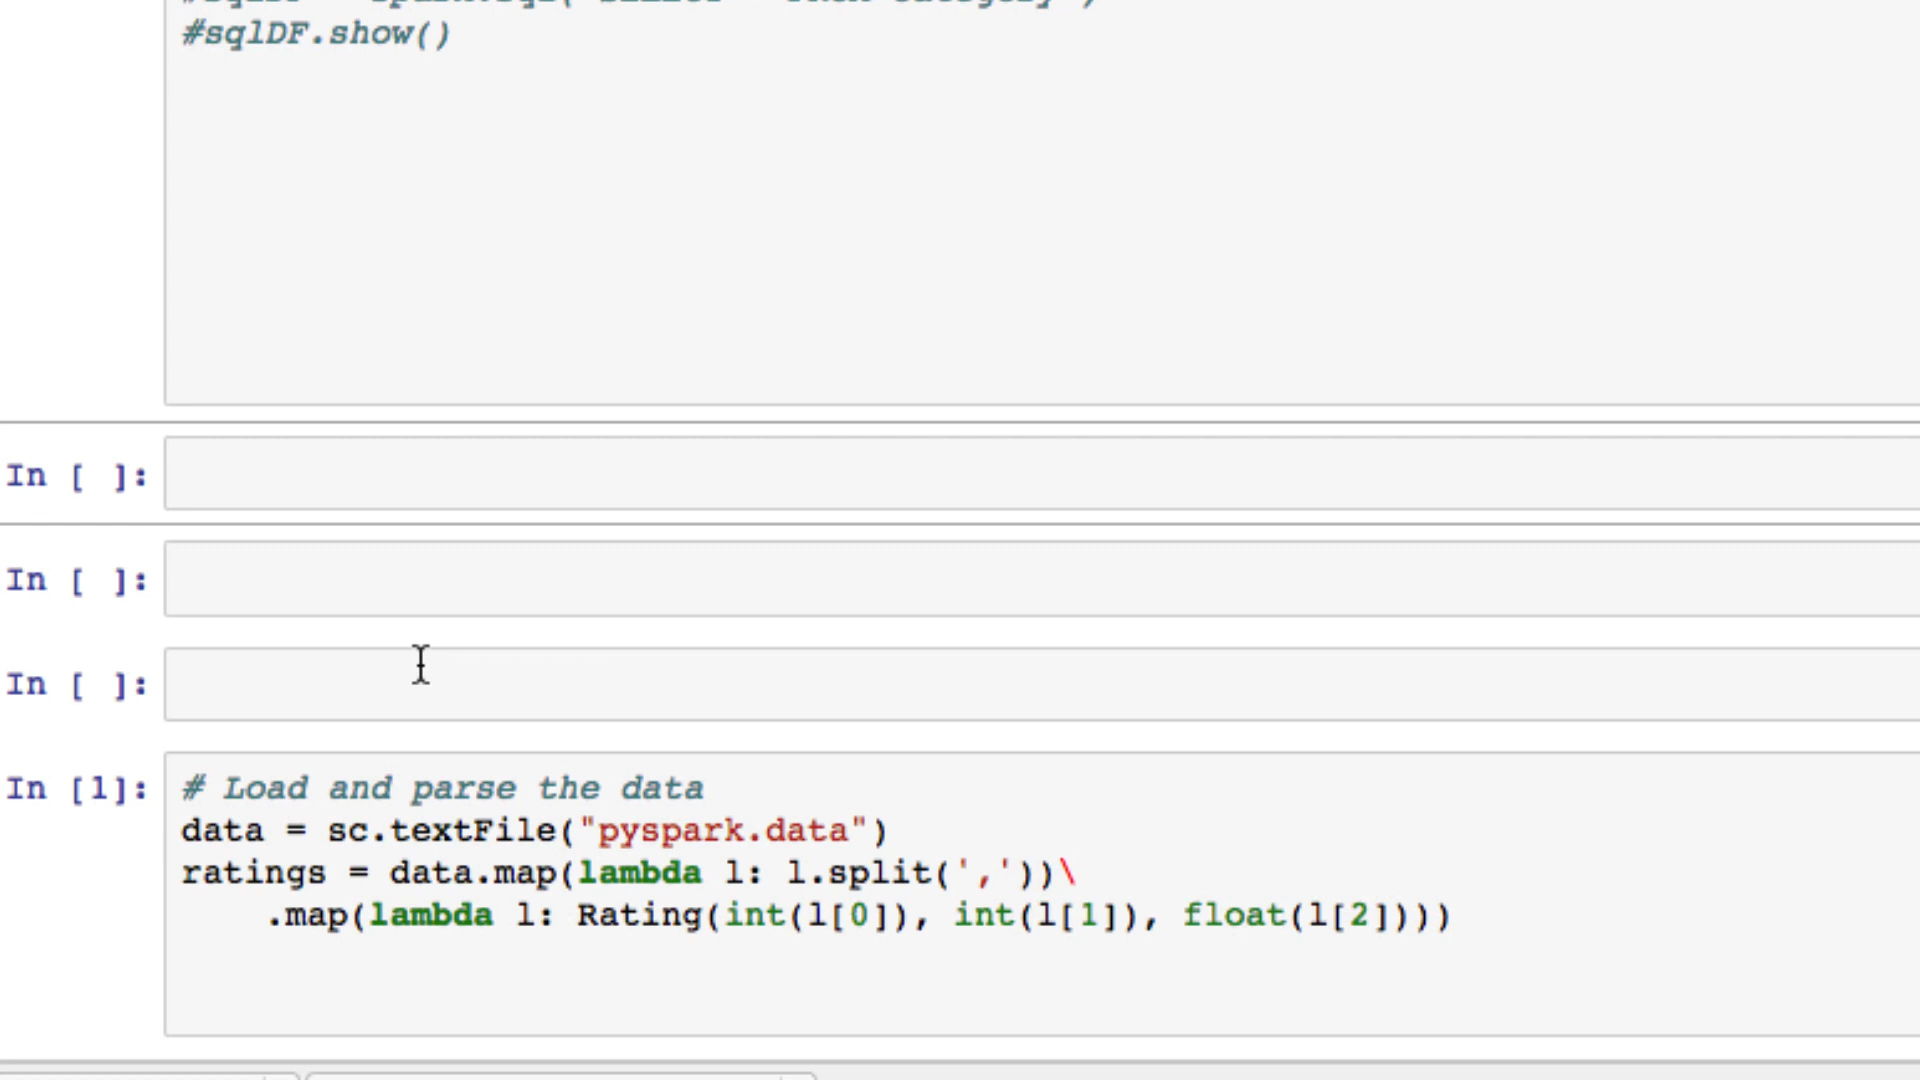 #sqlDF.show()
In [ ]:
In [ ]:
In [ ]:
In [1]:
# Load and parse the data
data = sc.textFile("pyspark.data")
ratings = data.map(lambda l: l.split(','))\
.map(lambda l: Rating(int(l[0]), int(l[1]), float(l[2])))